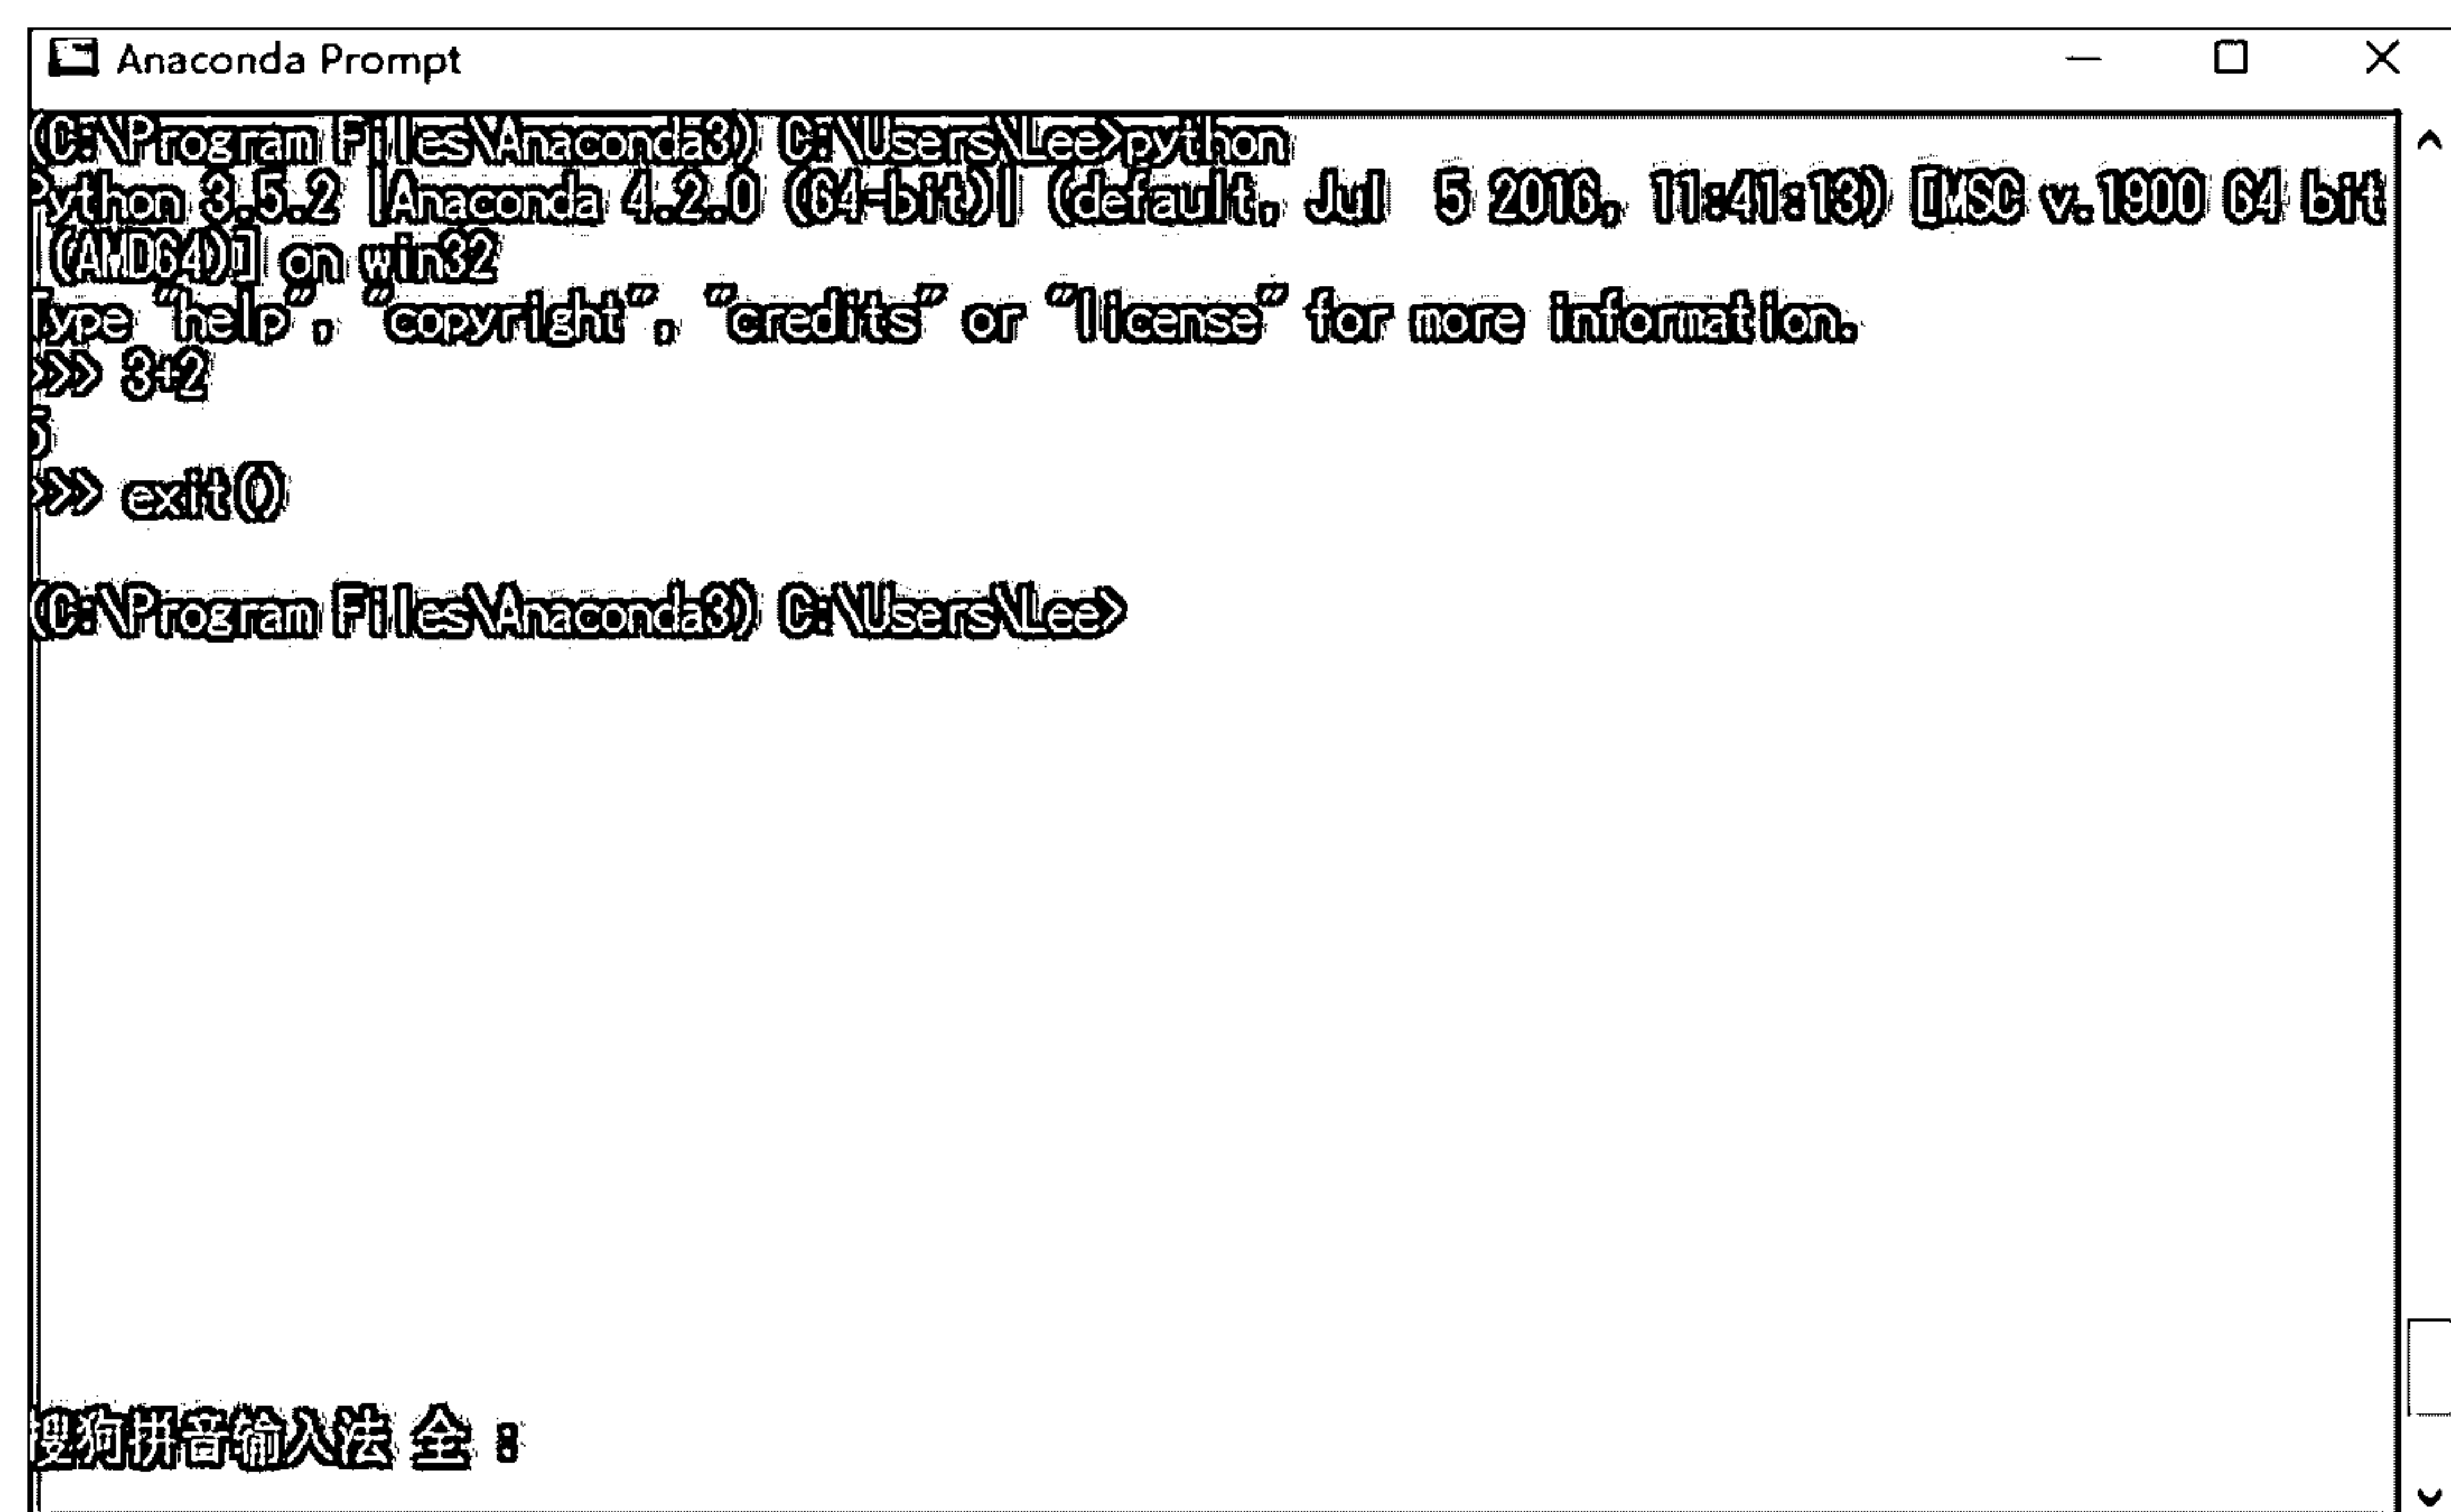 Anaconda Prompt
(C:\Program Files\Anaconda3) C:\Users\Lee>python
Python 3.5.2 |Anaconda 4.2.0 (64-bit)| (default, Jul  5 2016, 11:41:13) [MSC v.1900 64 bit
 (AMD64)] on win32
Type "help", "copyright", "credits" or "license" for more information.
>>> 3+2
5
>>> exit()
(C:\Program Files\Anaconda3) C:\Users\Lee>
搜狗拼音输入法 全 :